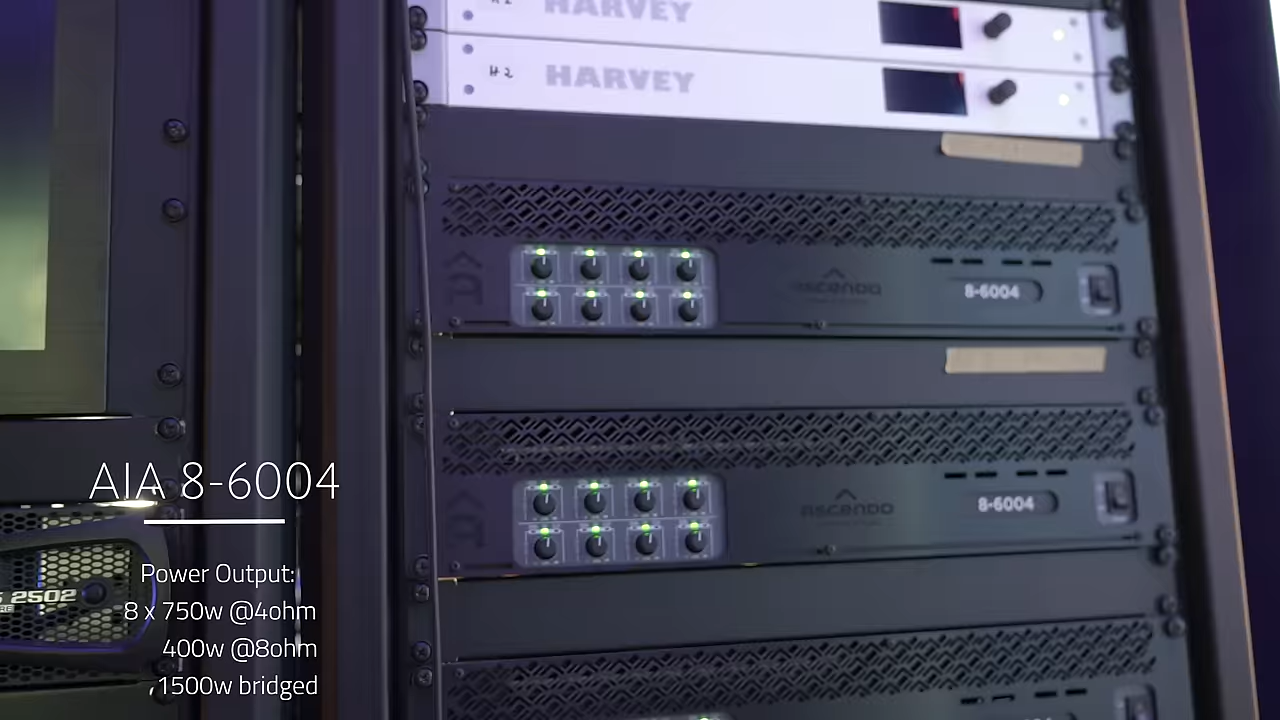 HARVEY
H2
HARVEY
ASCENDO
8-6004
ASCENDO
8-6004
AIA 8-6004
Power Output:
8 x 750w @4ohm
400w @8ohm
1500w bridged
2502